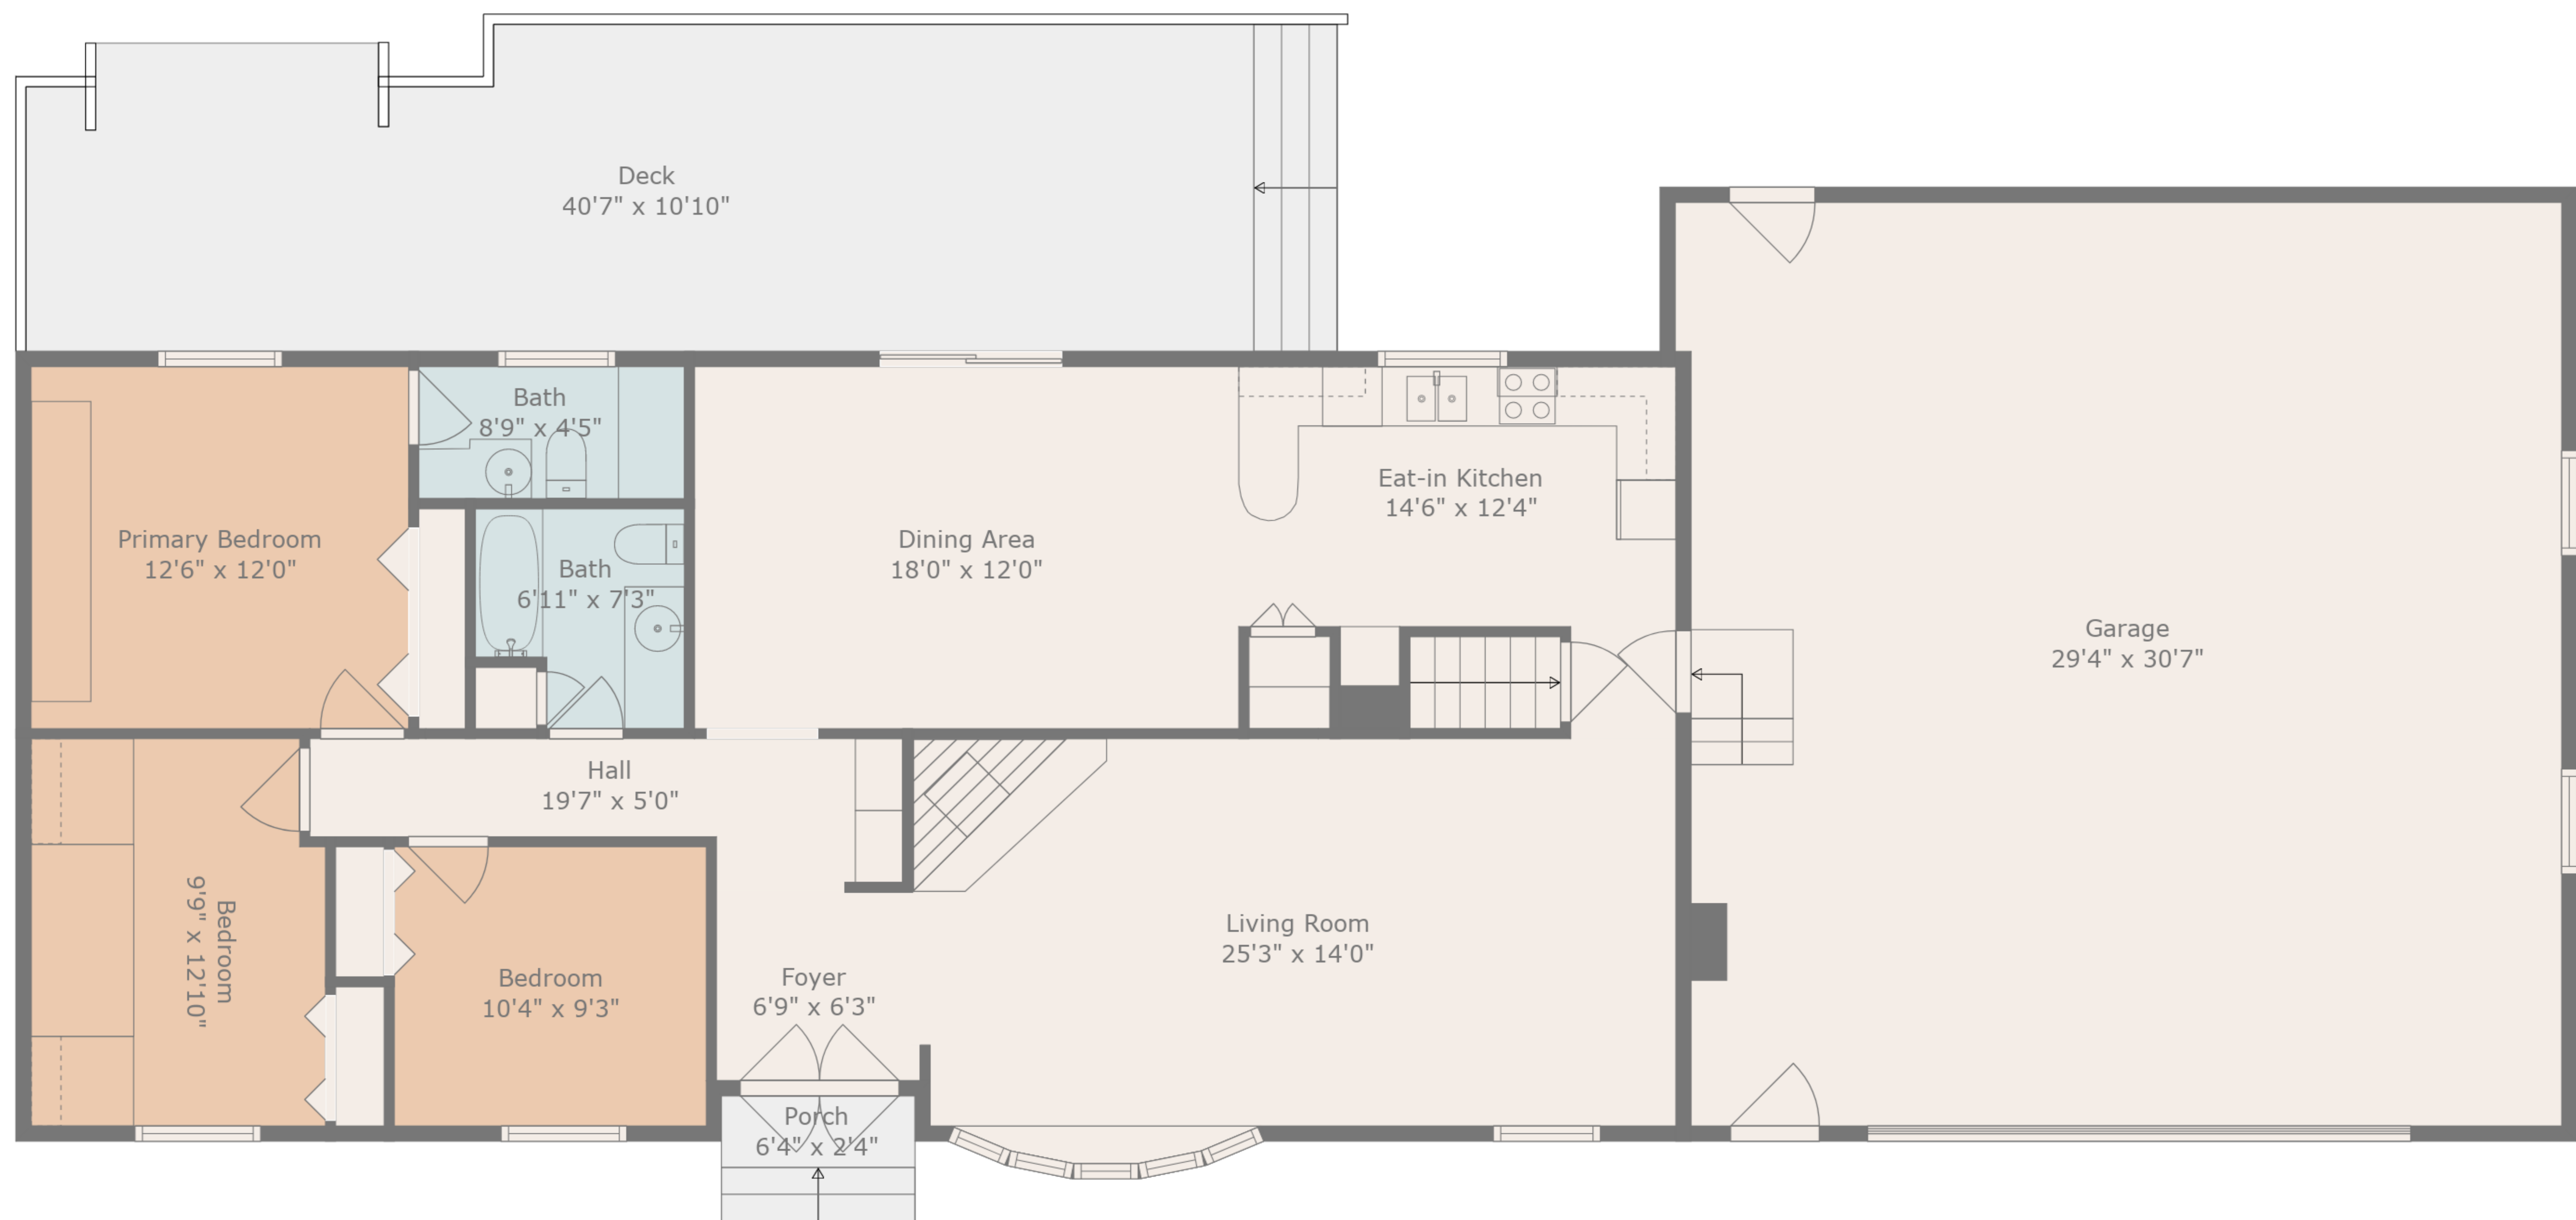 Deck
40'7" x 10'10"
Bath
8'9" x 4'5"
Eat-in Kitchen
14'6" x 12'4"
Primary Bedroom
12'6" x 12'0"
Dining Area
18'0" x 12'0"
Bath
6'11" x 7'3"
Garage
29'4" x 30'7"
Hall
19'7" x 5'0"
Bedroom
9'9" x 12'10"
Living Room
25'3" x 14'0"
Bedroom
10'4" x 9'3"
Foyer
6'9" x 6'3"
Porch
6'4" x 2'4"